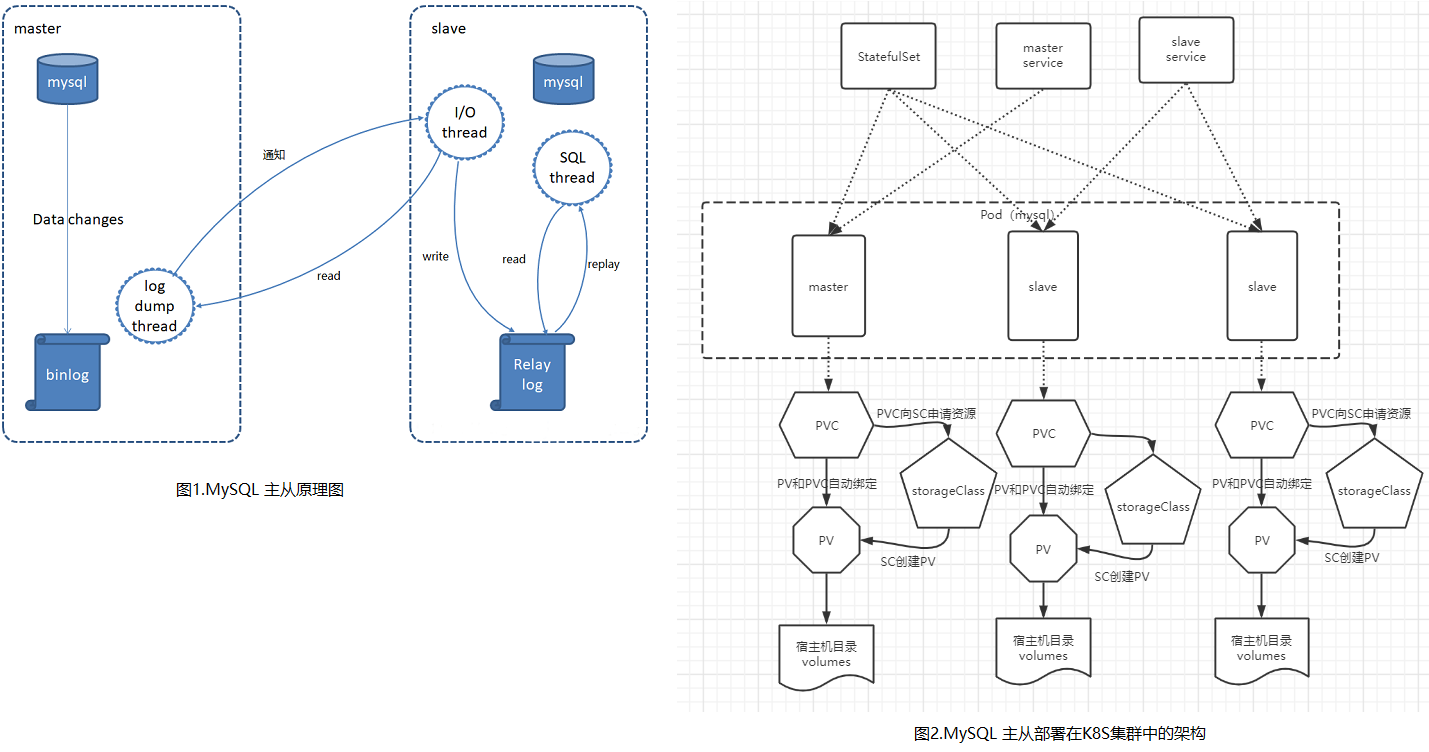 master
mysql
Data changes
log
dump
thread
binlog
通知
read
slave
mysql
I/O
thread
SQL
thread
write
read
replay
Relay
log
图1.MySQL 主从原理图
StatefulSet
master
service
slave
service
Pod（mysql）
master
slave
slave
PVC
PVC向SC申请资源
storageClass
PV和PVC自动绑定
PV
SC创建PV
宿主机目录
volumes
PVC
storageClass
PV和PVC自动绑定
PV
SC创建PV
宿主机目录
volumes
PVC
PVC向SC申请资源
storageClass
PV和PVC自动绑定
PV
SC创建PV
宿主机目录
volumes
图2.MySQL 主从部署在K8S集群中的架构